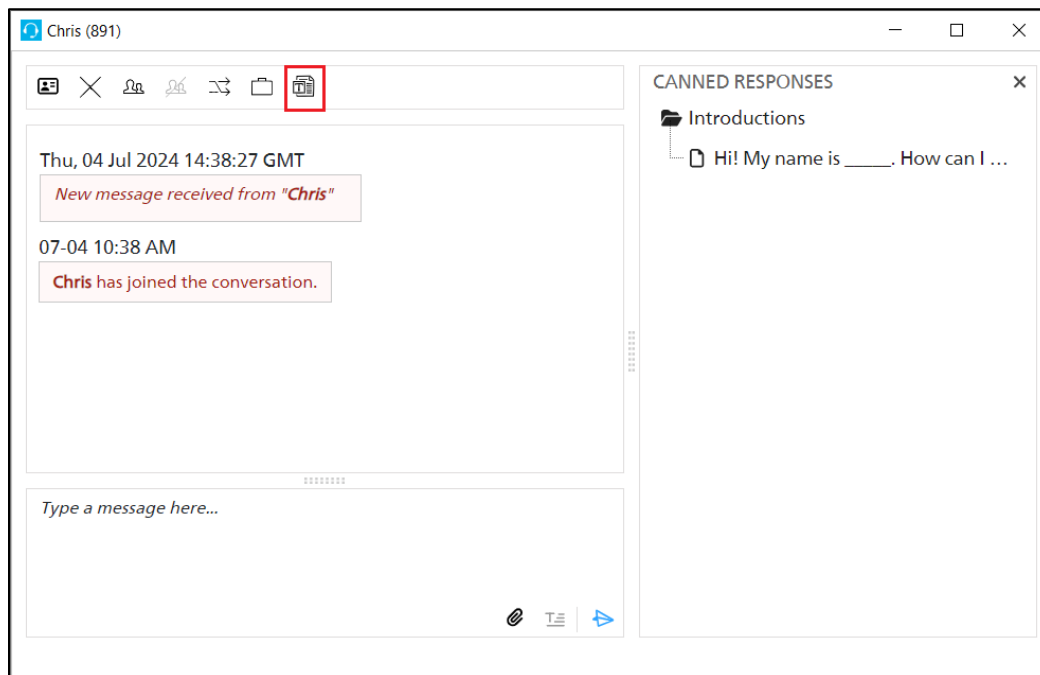 Chris (891)
CANNED RESPONSES
Introductions
Hi! My name is _____. How can I …
Thu, 04 Jul 2024 14:38:27 GMT
New message received from "Chris"
07-04 10:38 AM
Chris has joined the conversation.
Type a message here...